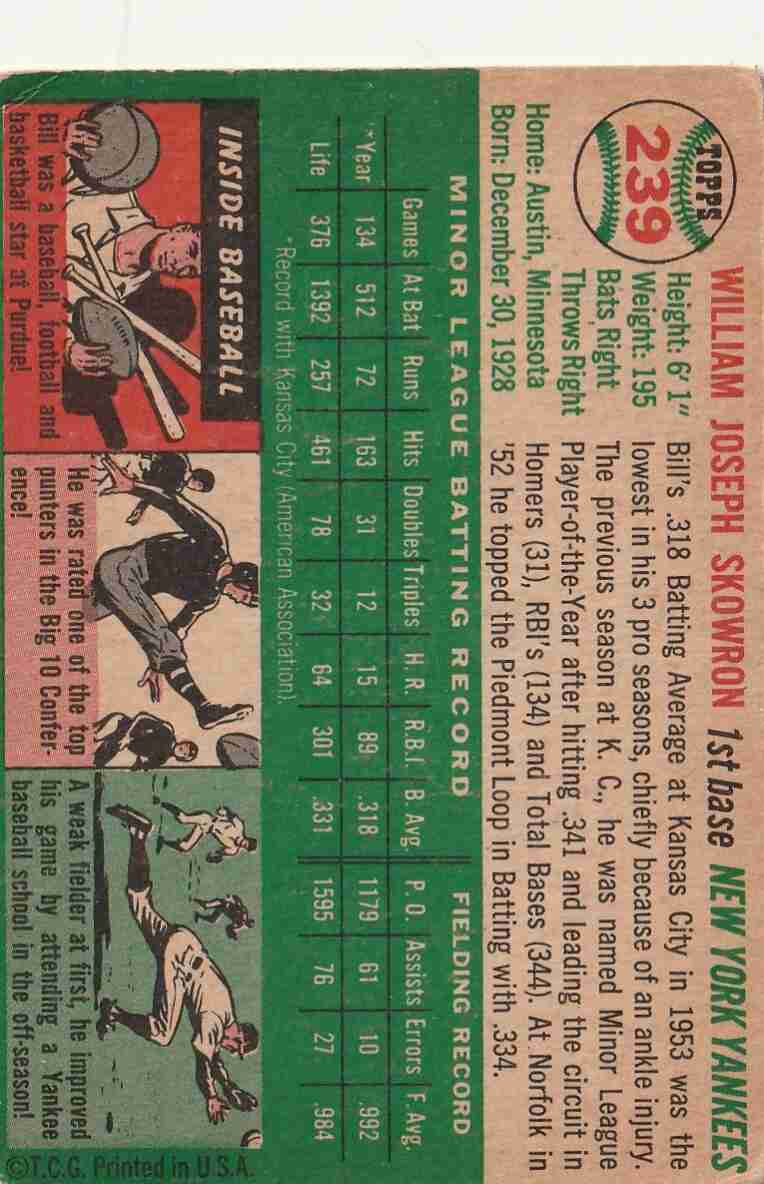 TOPPS
239
WILLIAM JOSEPH SKOWRON 1st base NEW YORK YANKEES
Height: 6' 1"
Weight: 195
Bats Right
Throws Right
Home: Austin, Minnesota
Born: December 30, 1928
Bill's .318 Batting Average at Kansas City in 1953 was the
lowest in his 3 pro seasons, chiefly because of an ankle injury.
The previous season at K. C., he was named Minor League
Player-of-the-Year after hitting .341 and leading the circuit in
Homers (31), RBI's (134) and Total Bases (344). At Norfolk in
'52 he topped the Piedmont Loop in Batting with .334.
MINOR LEAGUE BATTING RECORD FIELDING RECORD
Games At Bat Runs Hits Doubles Triples H. R. R.B.I. B. Avg. P. O. Assists Errors F. Avg.
*Year 134 512 72 163 31 12 15 89 .318 1179 61 10 .992
Life 376 1392 257 461 78 32 64 301 .331 1595 76 27 .984
*Record with Kansas City (American Association)
INSIDE BASEBALL
Bill was a baseball, football and
basketball star at Purdue!
He was rated one of the top
punters in the Big 10 Confer-
ence!
A weak fielder at first, he improved
his game by attending a Yankee
baseball school in the off-season!
©T.C.G. Printed in U.S.A.